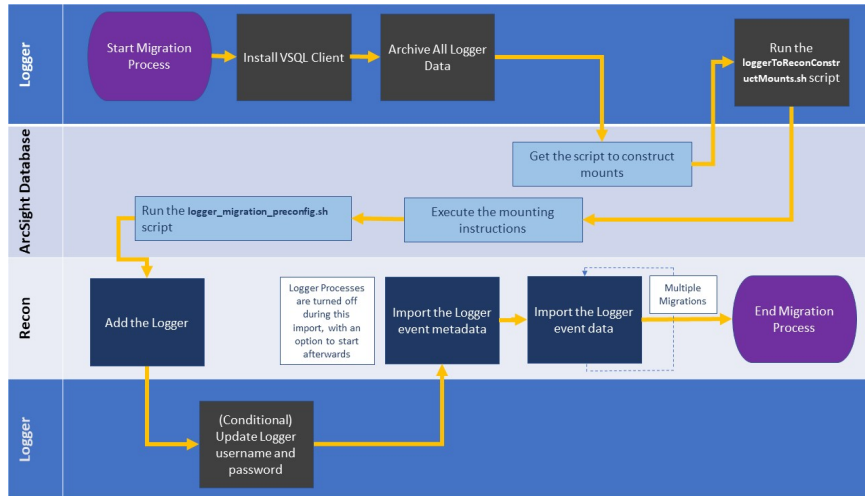 Logger
Start Migration
Process
Install VSQL Client
Archive All Logger
Data
Run the
loggerToReconConstr
uctMounts.sh script
ArcSight Database
Get the script to construct
mounts
Run the logger_migration_preconfig.sh
script
Execute the mounting
instructions
Recon
Add the Logger
Logger Processes
are turned off
during this
import, with an
option to start
afterwards
Import the Logger
event metadata
Import the Logger
event data
Multiple
Migrations
End Migration
Process
Logger
(Conditional)
Update Logger
username and
password